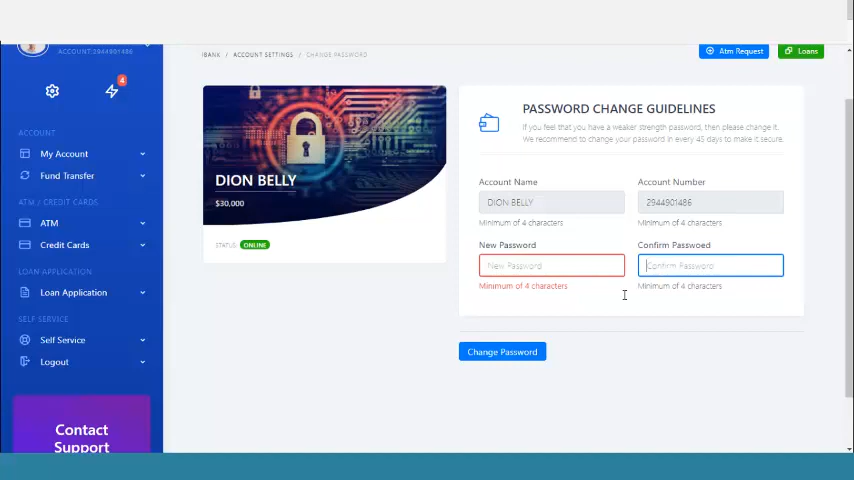 ACCOUNT:2944901486
4
ACCOUNT
My Account
Fund Transfer
ATM / CREDIT CARDS
ATM
Credit Cards
LOAN APPLICATION
Loan Application
SELF SERVICE
Self Service
Logout
Contact
Support
IBANK / ACCOUNT SETTINGS / CHANGE PASSWORD
Atm Request
Loans
DION BELLY
$30,000
STATUS: ONLINE
PASSWORD CHANGE GUIDELINES
If you feel that you have a weaker strength password, then please change it.
We recommend to change your password in every 45 days to make it secure.
Account Name
Account Number
DION BELLY
2944901486
Minimum of 4 characters
Minimum of 4 characters
New Password
Confirm Passwoed
New Password
Confirm Password
Minimum of 4 characters
Minimum of 4 characters
Change Password